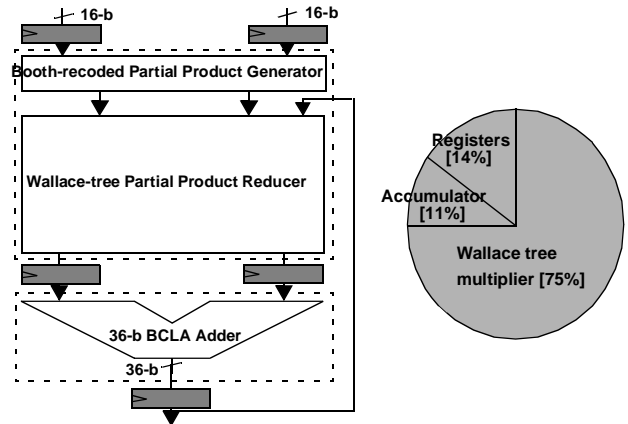 16-b
16-b
Booth-recoded Partial Product Generator
Wallace-tree Partial Product Reducer
36-b BCLA Adder
36-b
Registers
[14%]
Accumulator
[11%]
Wallace tree
multiplier [75%]